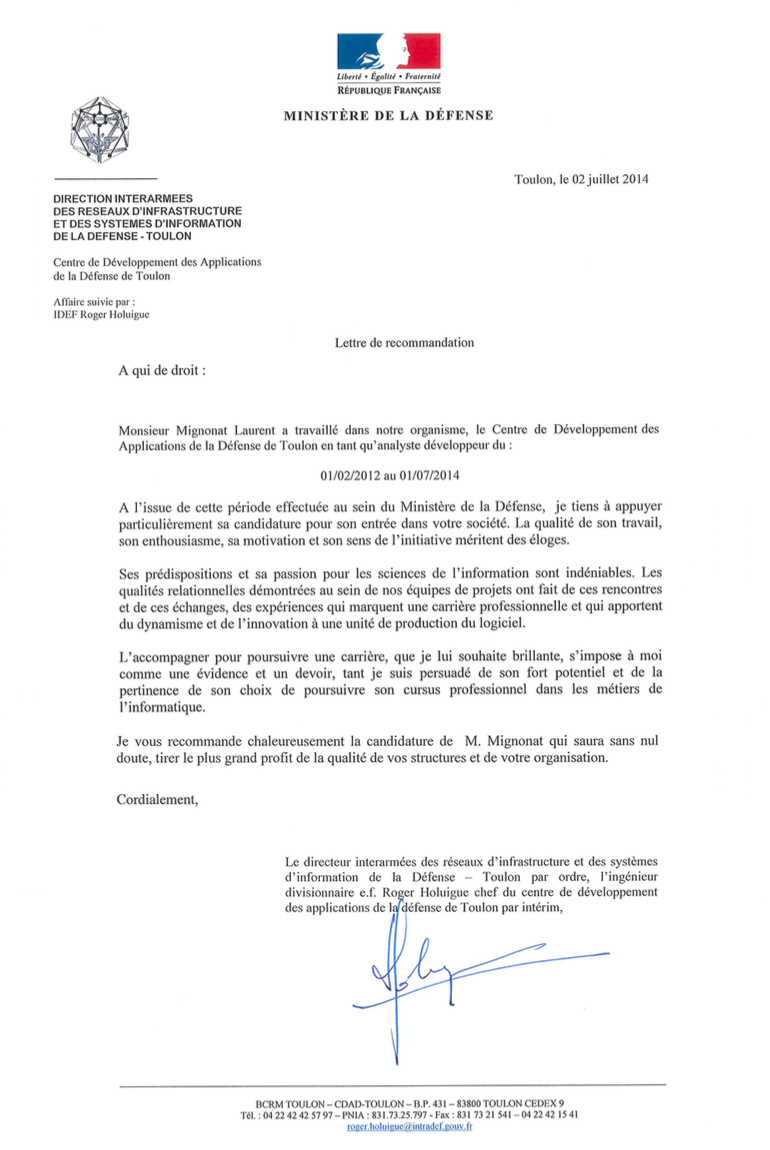 Liberté • Égalité • Fraternité
RÉPUBLIQUE FRANÇAISE
MINISTÈRE DE LA DÉFENSE
Toulon, le 02 juillet 2014
DIRECTION INTERARMEES
DES RESEAUX D'INFRASTRUCTURE
ET DES SYSTEMES D'INFORMATION
DE LA DEFENSE - TOULON
Centre de Développement des Applications
de la Défense de Toulon
Affaire suivie par :
IDEF Roger Holuigue
Lettre de recommandation
A qui de droit :
Monsieur Mignonat Laurent a travaillé dans notre organisme, le Centre de Développement des
Applications de la Défense de Toulon en tant qu'analyste développeur du :
01/02/2012 au 01/07/2014
A l'issue de cette période effectuée au sein du Ministère de la Défense, je tiens à appuyer
particulièrement sa candidature pour son entrée dans votre société. La qualité de son travail,
son enthousiasme, sa motivation et son sens de l'initiative méritent des éloges.
Ses prédispositions et sa passion pour les sciences de l'information sont indéniables. Les
qualités relationnelles démontrées au sein de nos équipes de projets ont fait de ces rencontres
et de ces échanges, des expériences qui marquent une carrière professionnelle et qui apportent
du dynamisme et de l'innovation à une unité de production du logiciel.
L'accompagner pour poursuivre une carrière, que je lui souhaite brillante, s'impose à moi
comme une évidence et un devoir, tant je suis persuadé de son fort potentiel et de la
pertinence de son choix de poursuivre son cursus professionnel dans les métiers de
l'informatique.
Je vous recommande chaleureusement la candidature de M. Mignonat qui saura sans nul
doute, tirer le plus grand profit de la qualité de vos structures et de votre organisation.
Cordialement,
Le directeur interarmées des réseaux d'infrastructure et des systèmes
d'information de la Défense – Toulon par ordre, l'ingénieur
divisionnaire e.f. Roger Holuigue chef du centre de développement
des applications de la défense de Toulon par intérim,
BCRM TOULON – CDAD-TOULON – B.P. 431 – 83800 TOULON CEDEX 9
Tél. : 04 22 42 42 57 97 – PNIA : 831.73.25.797 - Fax : 831 73 21 541 – 04 22 42 15 41
roger.holuigue@intradef.gouv.fr